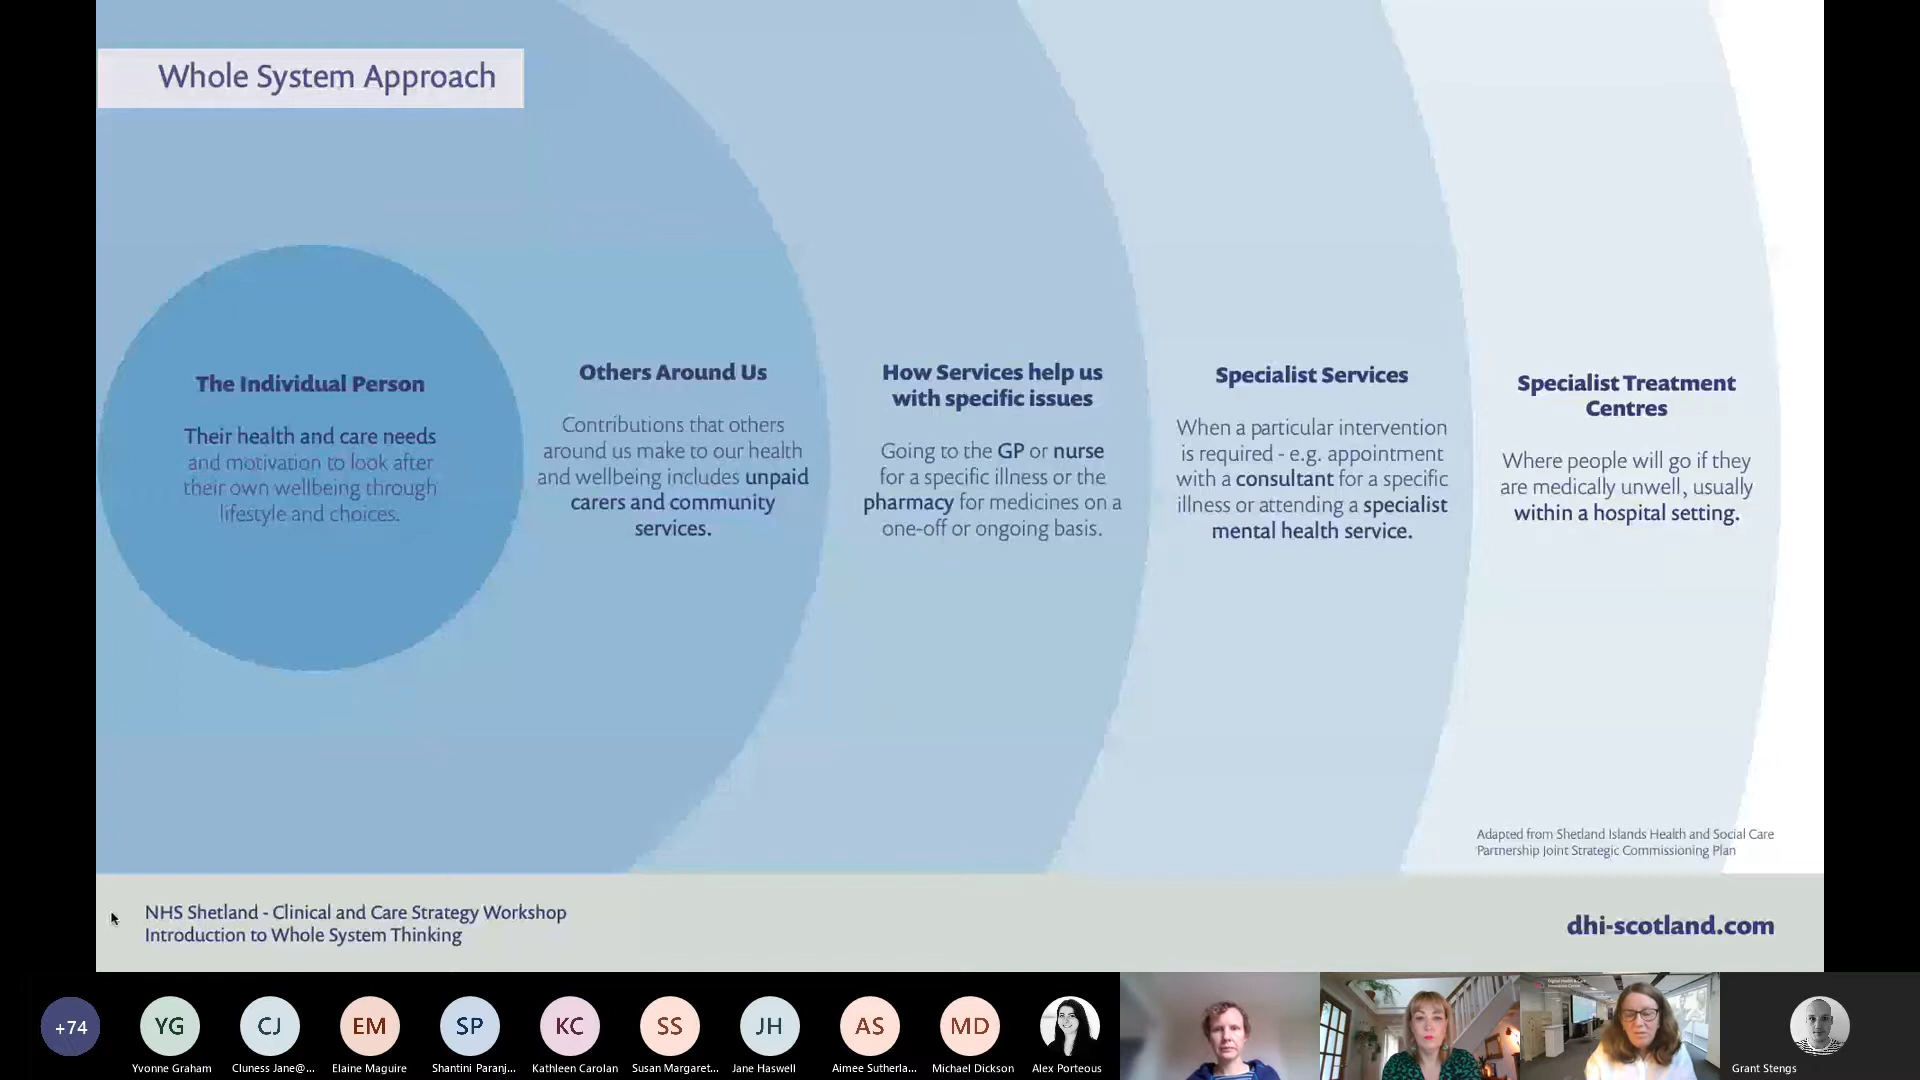 Whole System Approach
The Individual Person
Their health and care needs
and motivation to look after
their own wellbeing through
lifestyle and choices.
Others Around Us
Contributions that others
around us make to our health
and wellbeing includes unpaid
carers and community
services.
How Services help us
with specific issues
Going to the GP or nurse
for a specific illness or the
pharmacy for medicines on a
one-off or ongoing basis.
Specialist Services
When a particular intervention
is required - e.g. appointment
with a consultant for a specific
illness or attending a specialist
mental health service.
Specialist Treatment
Centres
Where people will go if they
are medically unwell, usually
within a hospital setting.
Adapted from Shetland Islands Health and Social Care
Partnership Joint Strategic Commissioning Plan
NHS Shetland - Clinical and Care Strategy Workshop
Introduction to Whole System Thinking
dhi-scotland.com
+74
YG
CJ
EM
SP
KC
SS
JH
AS
MD
Yvonne Graham
Cluness Jane@...
Elaine Maguire
Shantini Paranj...
Kathleen Carolan
Susan Margaret...
Jane Haswell
Aimee Sutherla...
Michael Dickson
Alex Porteous
Grant Stengs